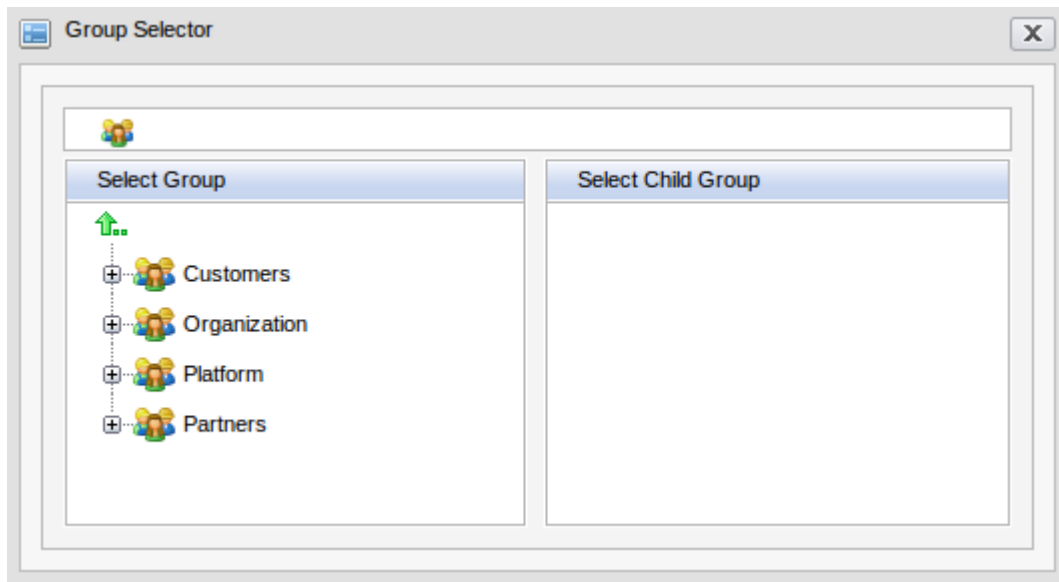 Group Selector
X
Select Group
Select Child Group
Customers
Organization
Platform
Partners